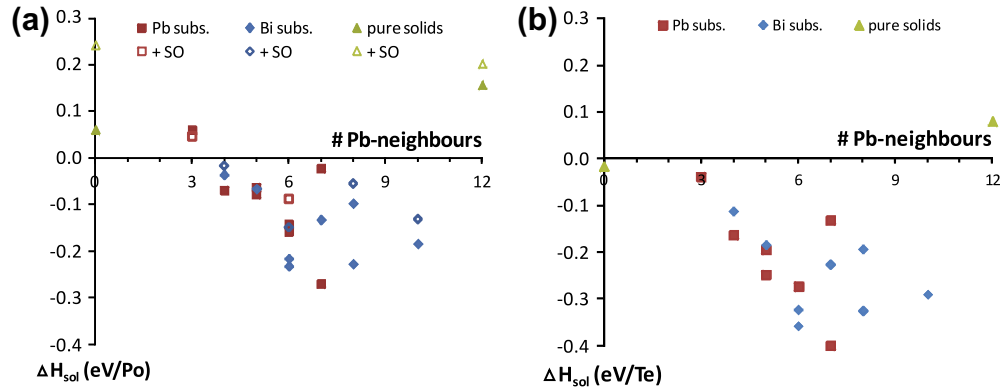 (a)
Pb subs. Bi subs. pure solids
+ SO + SO + SO
0.3
0.2
0.1
0.0
-0.1
-0.2
-0.3
-0.4
# Pb-neighbours
0 3 6 9 12
ΔHsol (eV/Po)
(b)
Pb subs. Bi subs. pure solids
0.3
0.2
0.1
0.0
-0.1
-0.2
-0.3
-0.4
# Pb-neighbours
0 3 6 9 12
ΔHsol (eV/Te)